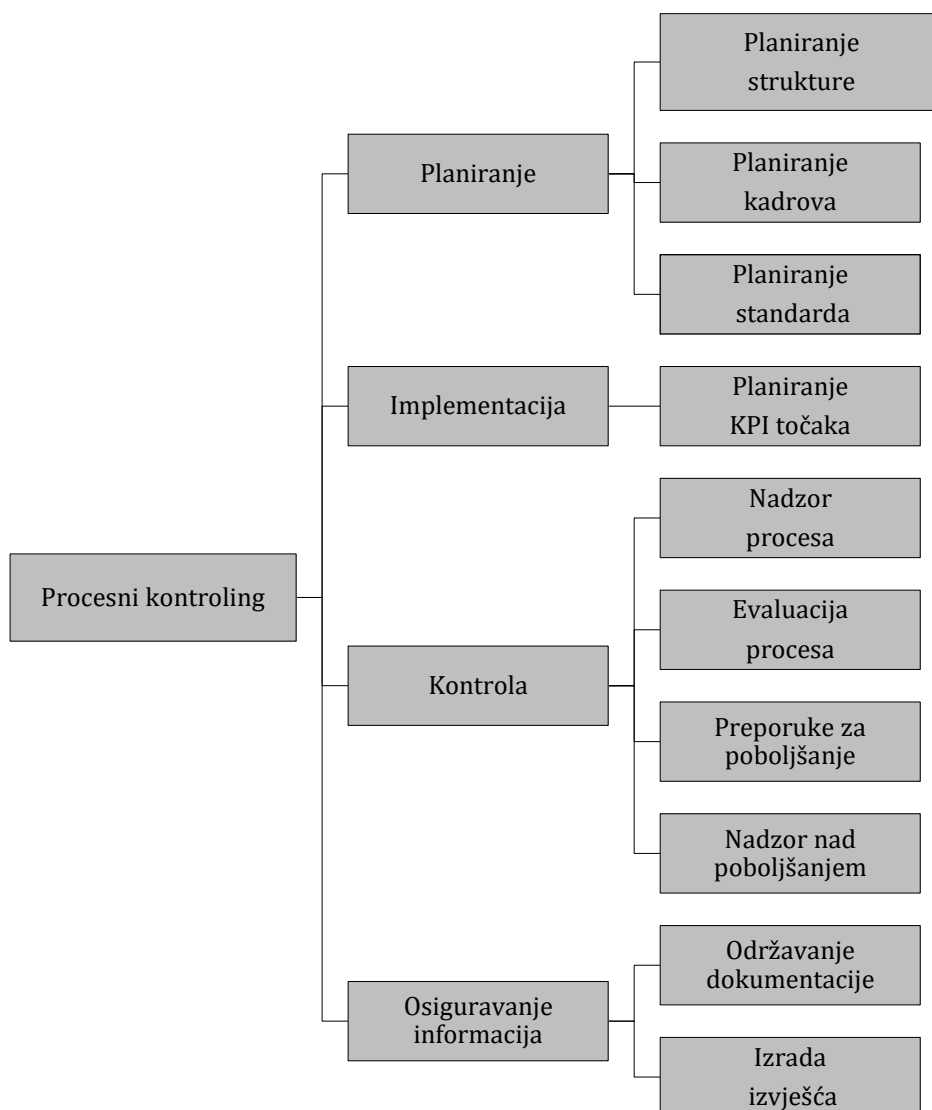 Planiranje
strukture
Planiranje
Planiranje
kadrova
Planiranje
standarda
Implementacija
Planiranje
KPI točaka
Nadzor
procesa
Procesni kontroling
Evaluacija
procesa
Kontrola
Preporuke za
poboljšanje
Nadzor nad
poboljšanjem
Održavanje
dokumentacije
Osiguravanje
informacija
Izrada
izvješća